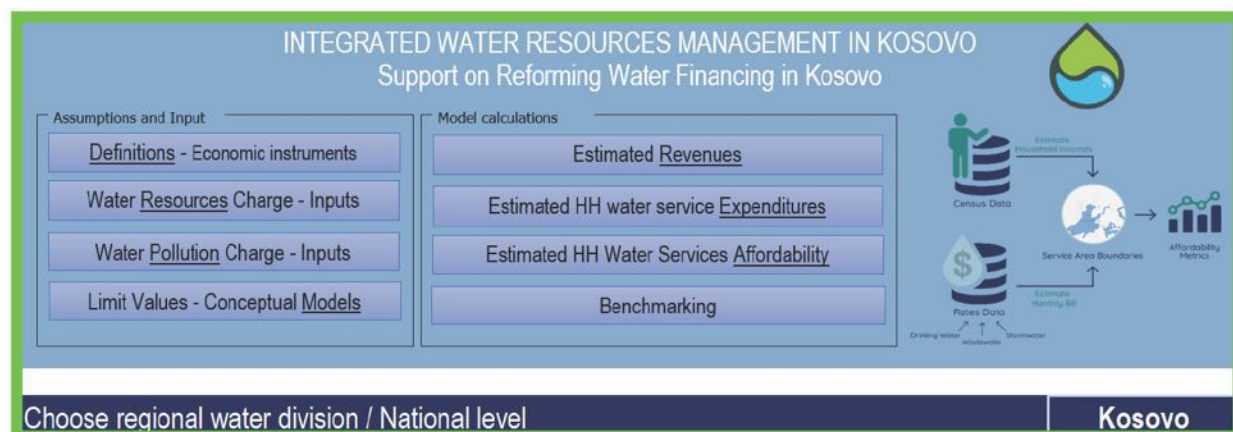 INTEGRATED WATER RESOURCES MANAGEMENT IN KOSOVO
Support on Reforming Water Financing in Kosovo
Assumptions and Input
Definitions - Economic instruments
Water Resources Charge - Inputs
Water Pollution Charge - Inputs
Limit Values - Conceptual Models
Model calculations
Estimated Revenues
Estimated HH water service Expenditures
Estimated HH Water Services Affordability
Benchmarking
Estimate
Household Incomes
Census Data
Service Area Boundaries
Affordability
Metrics
$
Estimate
Monthly Bill
Rates Data
Drinking Water
Wastewater
Stormwater
Choose regional water division / National level
Kosovo